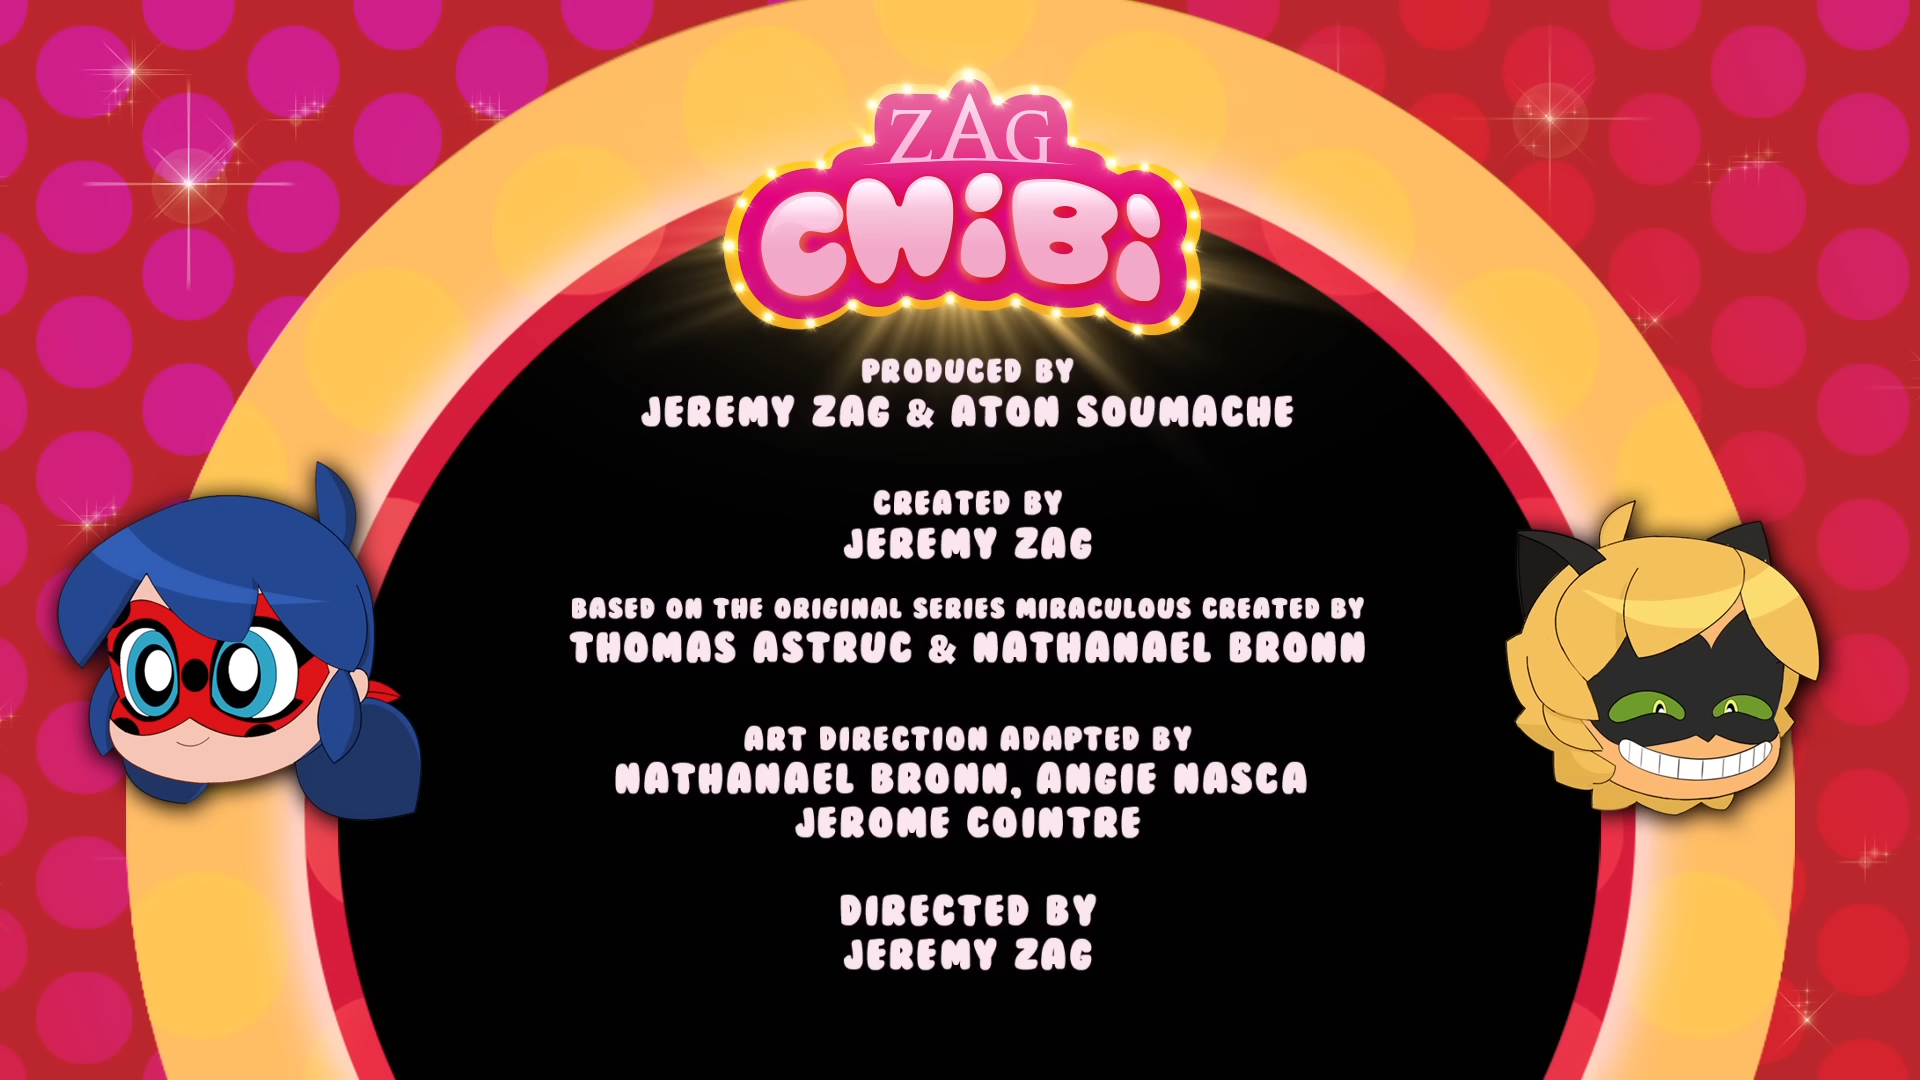 ZAG
CHiBi
PRODUCED BY
JEREMY ZAG & ATON SOUMACHE
CREATED BY
JEREMY ZAG
BASED ON THE ORIGINAL SERIES MIRACULOUS CREATED BY
THOMAS ASTRUC & NATHANAEL BRONN
ART DIRECTION ADAPTED BY
NATHANAEL BRONN, ANGIE NASCA
JEROME COINTRE
DIRECTED BY
JEREMY ZAG